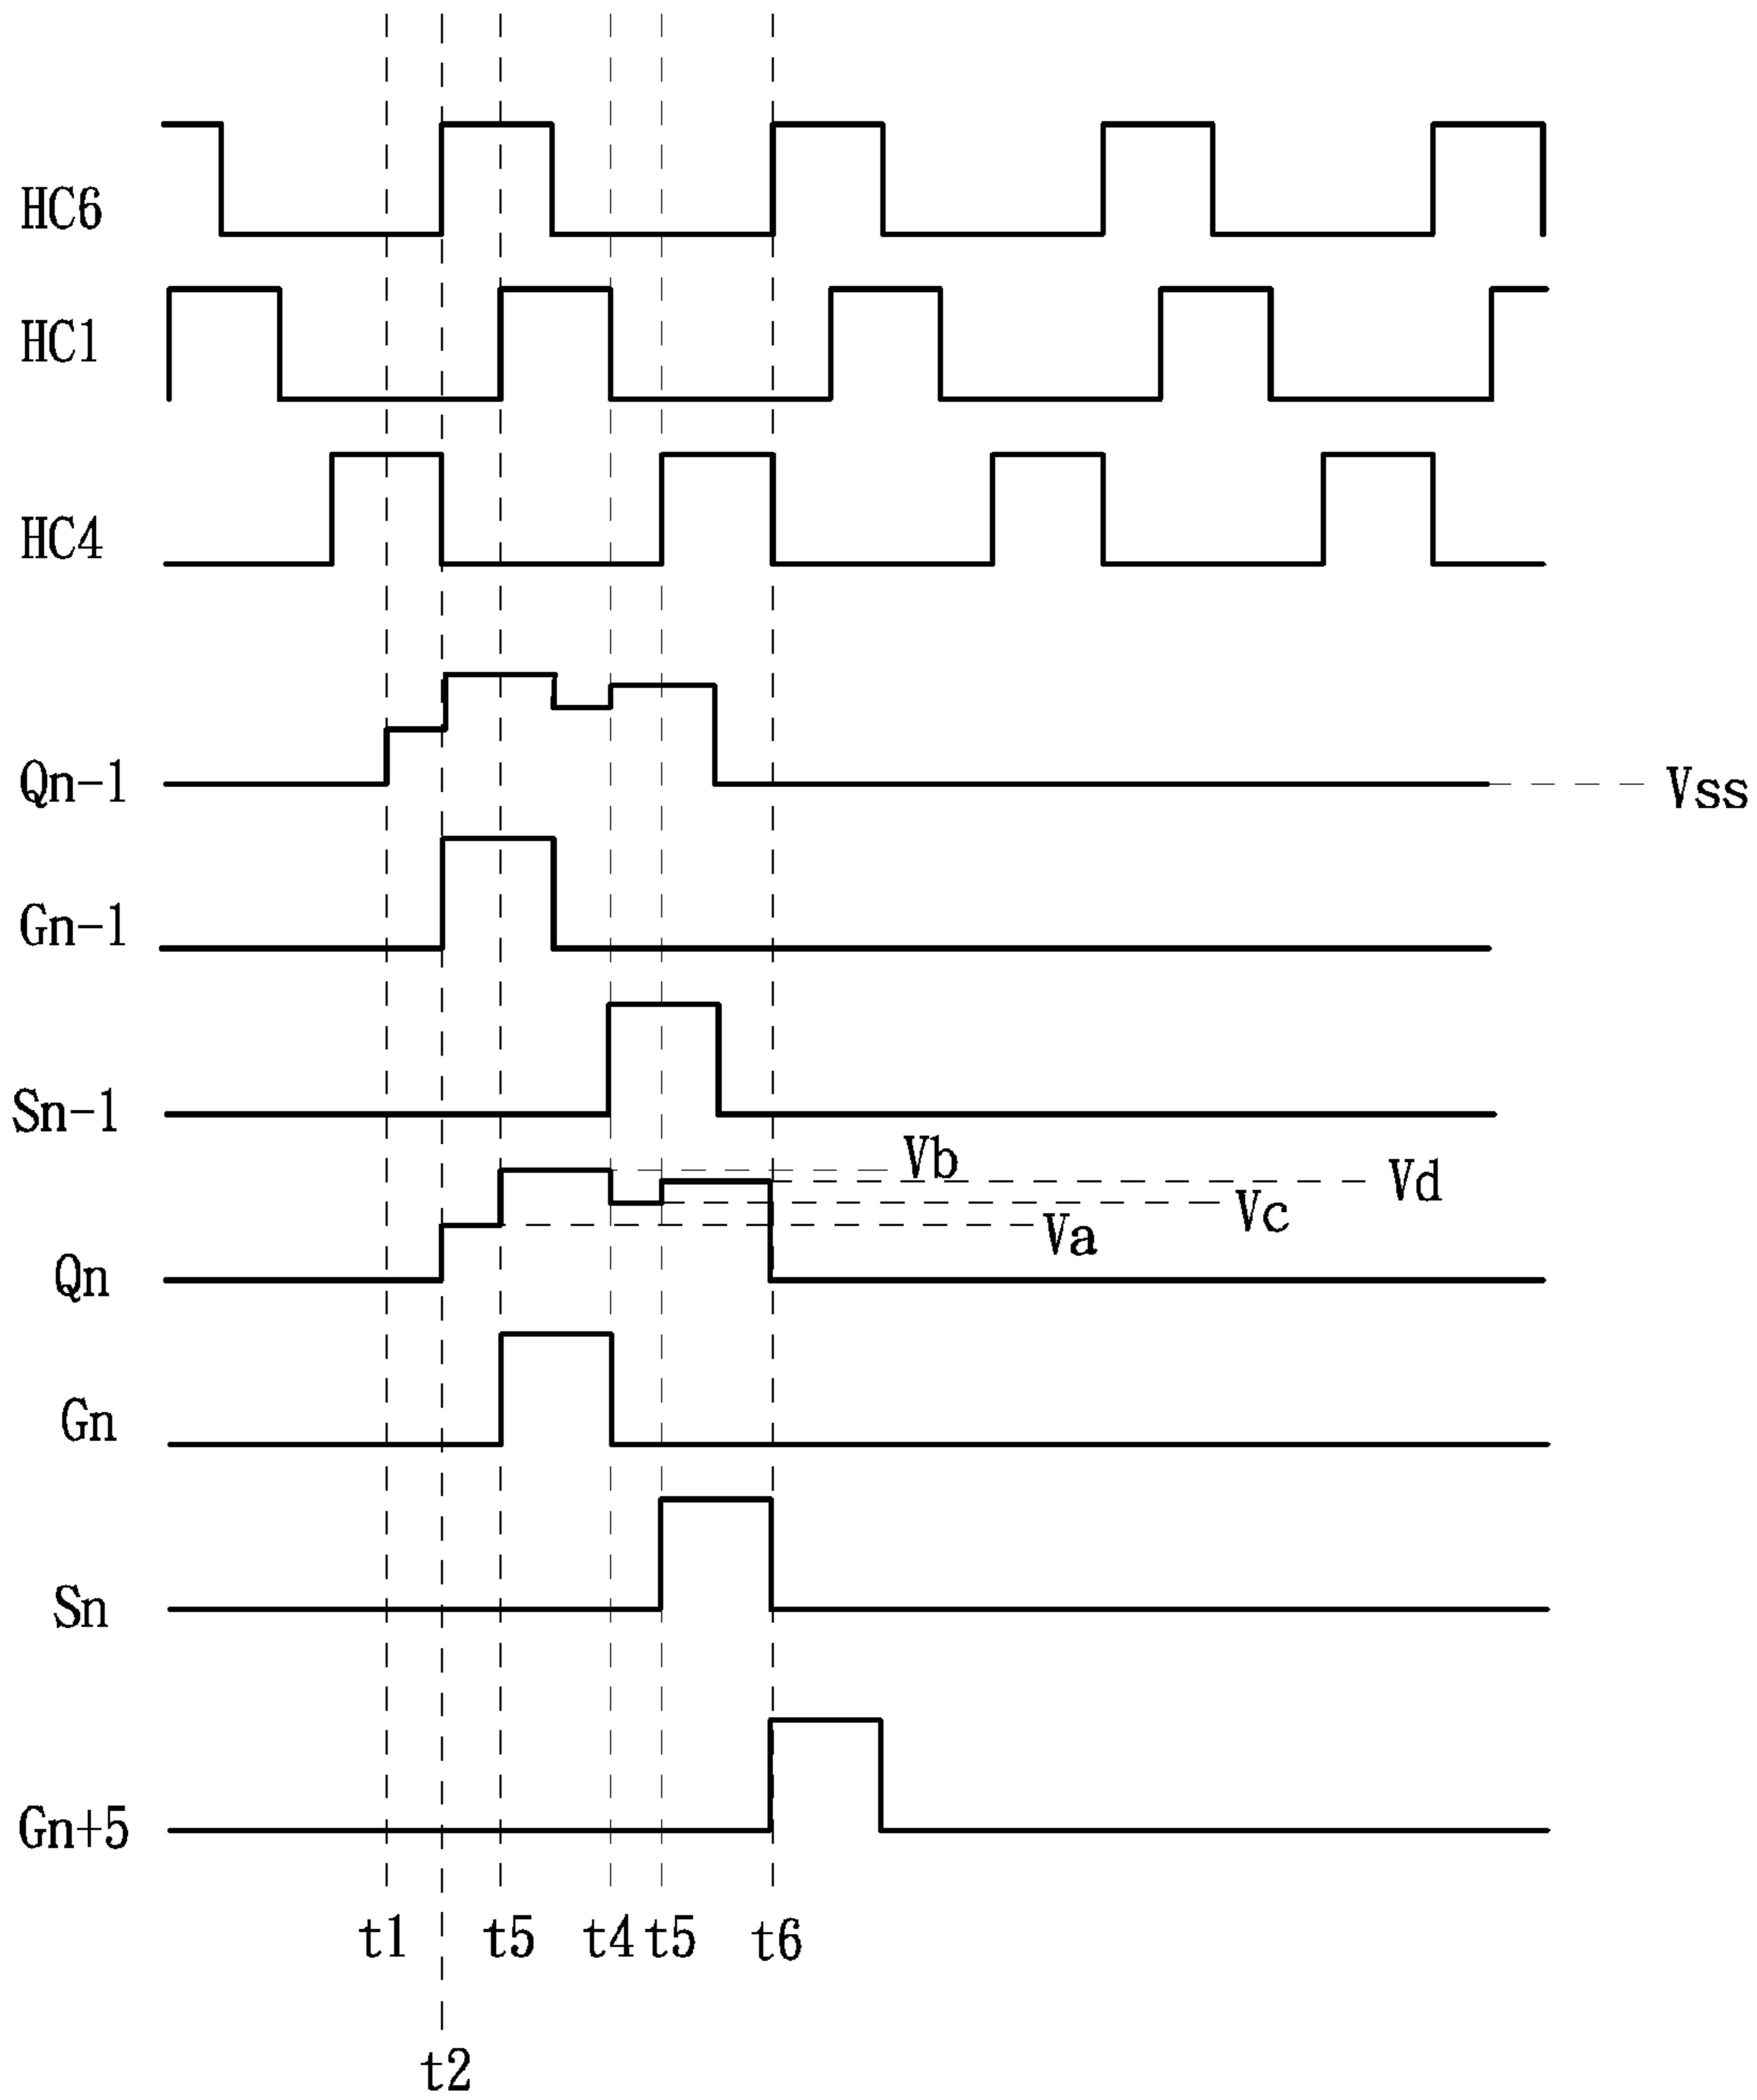 HC6
HC1
HC4
Qn-1
Vss
Gn-1
Sn-1
Vb
Vd
Vc
Va
Qn
Gn
Sn
Gn+5
t1 t5 t4 t5 t6
t2